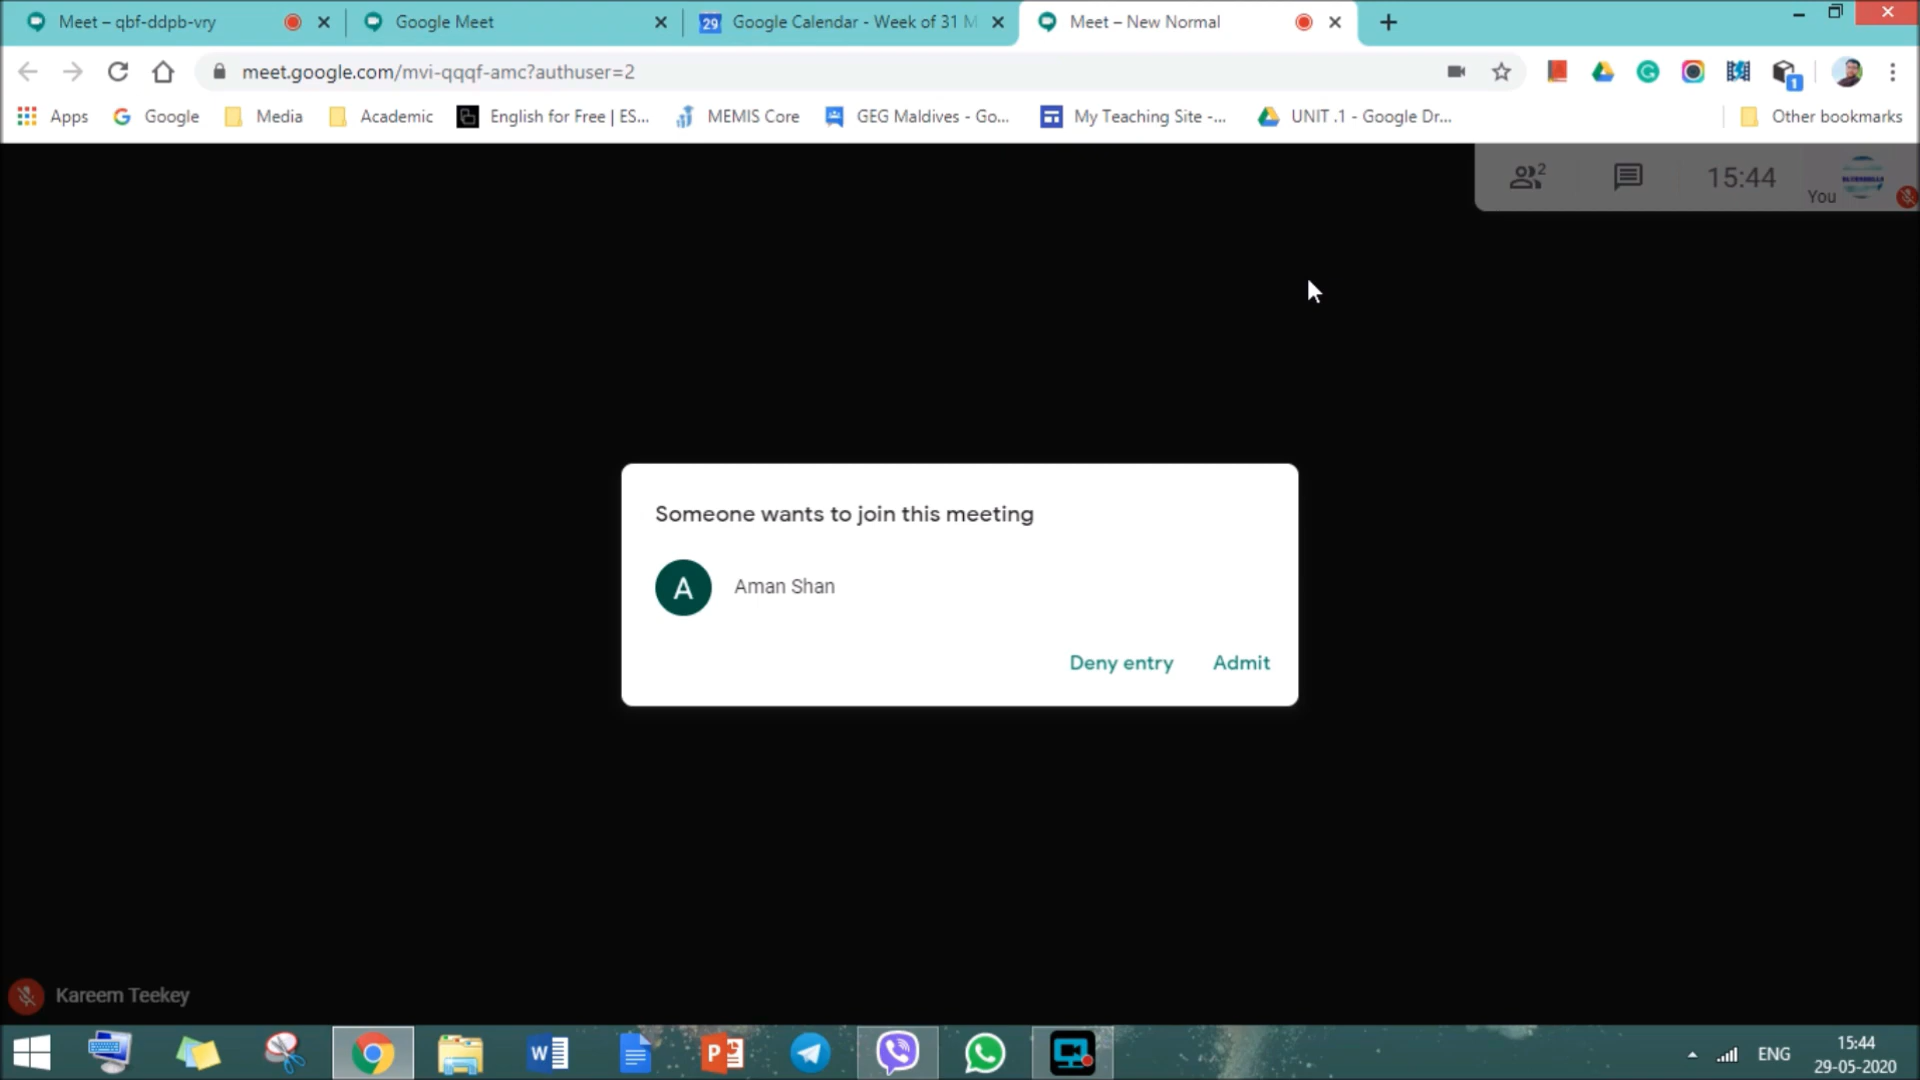 Meet – qbf-ddpb-vry
Google Meet
29
Google Calendar - Week of 31 M
Meet – New Normal
meet.google.com/mvi-qqqf-amc?authuser=2
1
Apps
Google
Media
Academic
English for Free | ES...
MEMIS Core
GEG Maldives - Go...
My Teaching Site -...
UNIT .1 - Google Dr...
Other bookmarks
2
15:44
You
Someone wants to join this meeting
A
Aman Shan
Deny entry
Admit
Kareem Teekey
ENG
15:44
29-05-2020